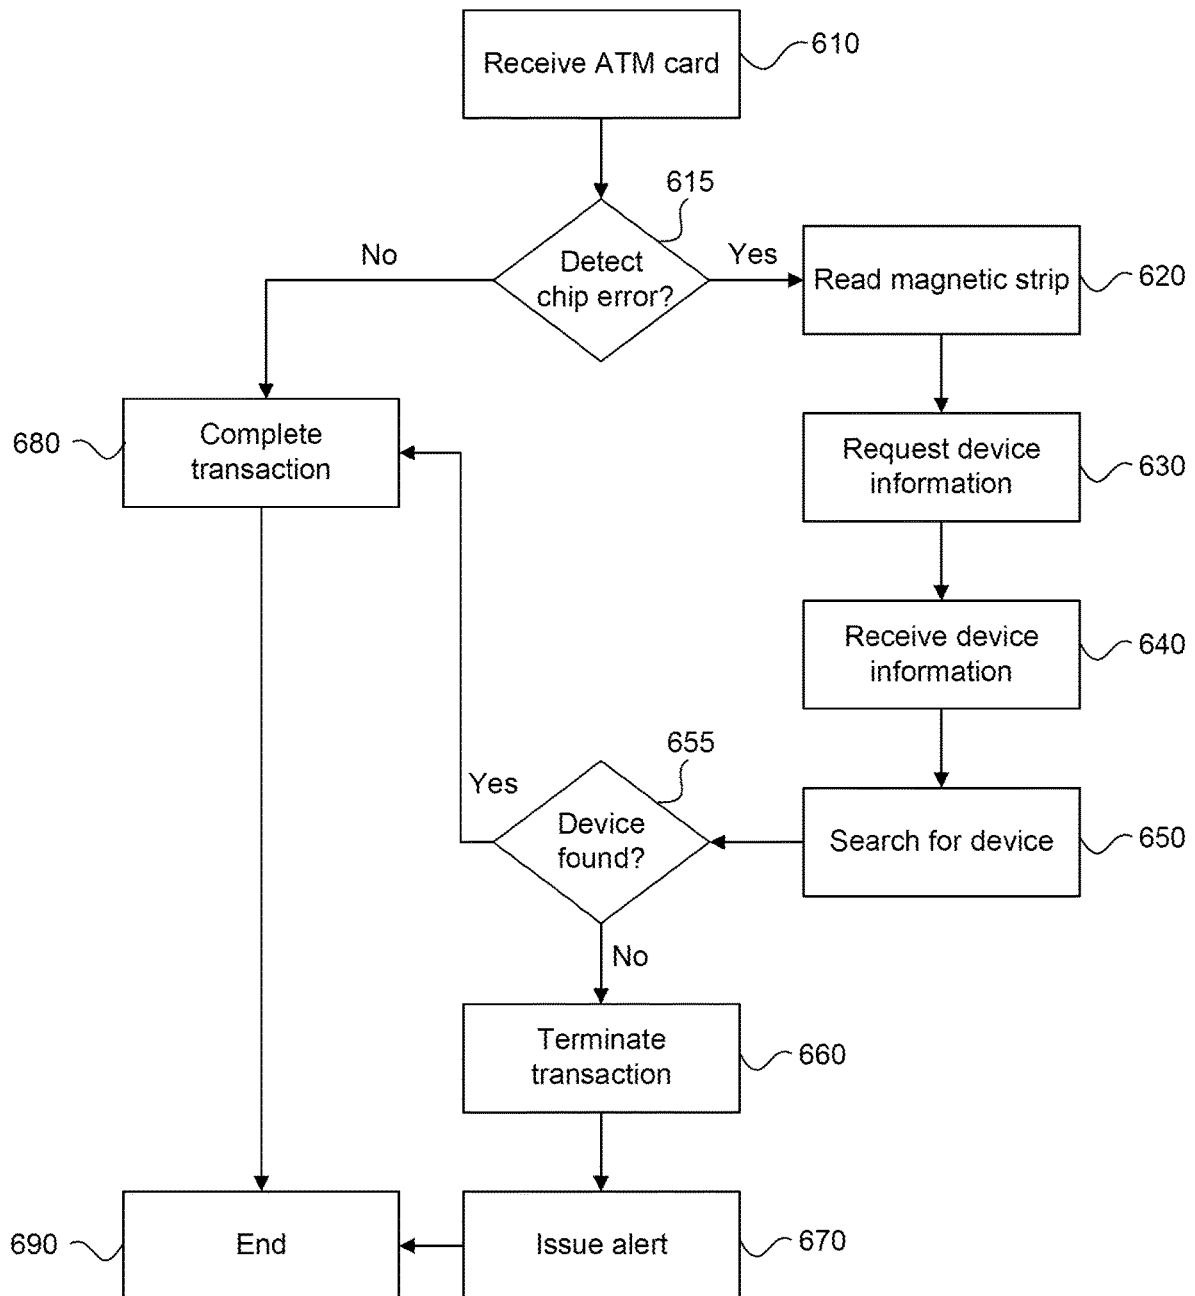 Receive ATM card
610
615
Detect
chip error?
No
Yes
Read magnetic strip
620
Complete
transaction
680
Request device
information
630
Receive device
information
640
655
Device
found?
Yes
Search for device
650
No
Terminate
transaction
660
690
End
Issue alert
670